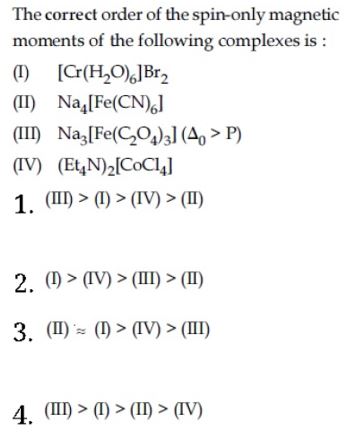 The correct order of the spin-only magnetic
moments of the following complexes is :
(I) [Cr(H₂O)₆]Br₂
(II) Na₄[Fe(CN)₆]
(III) Na₃[Fe(C₂O₄)₃] (Δ₀ > P)
(IV) (Et₄N)₂[CoCl₄]
1. (III) > (I) > (IV) > (II)
2. (I) > (IV) > (III) > (II)
3. (II) ≈ (I) > (IV) > (III)
4. (III) > (I) > (II) > (IV)